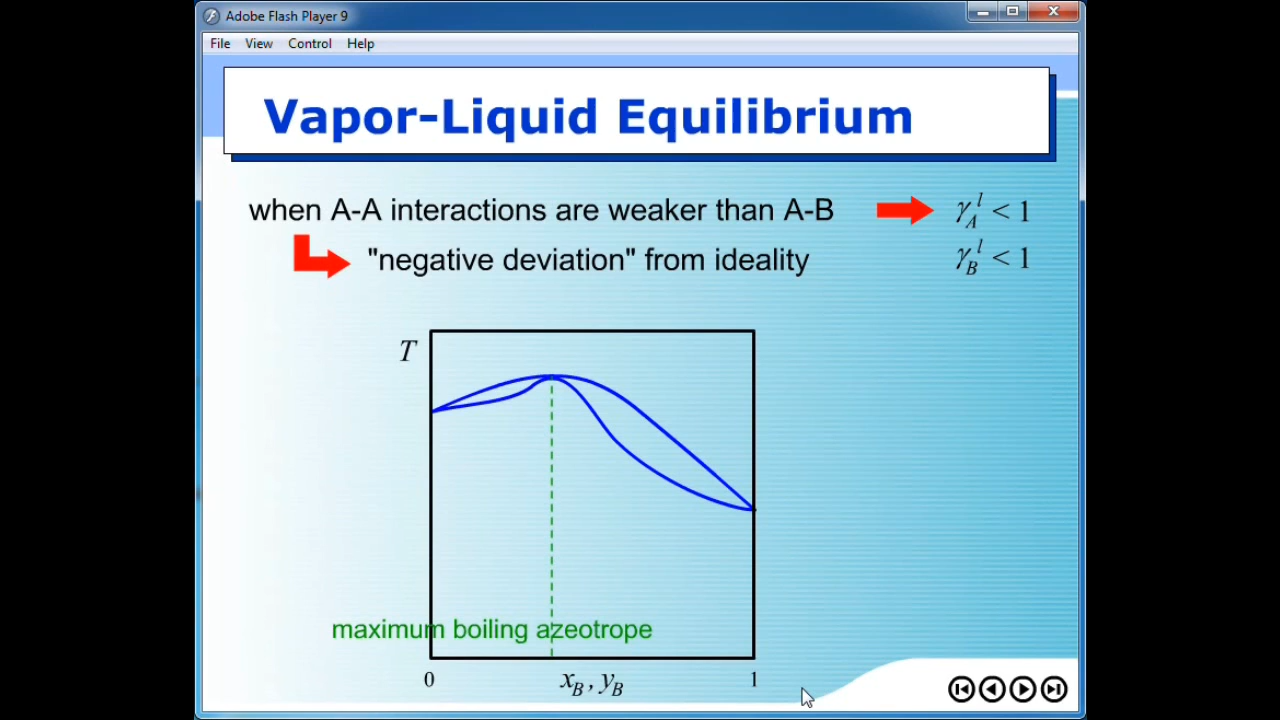 Adobe Flash Player 9
File View Control Help
Vapor-Liquid Equilibrium
when A-A interactions are weaker than A-B
γ_A^l < 1
"negative deviation" from ideality
γ_B^l < 1
T
maximum boiling azeotrope
0
x_B , y_B
1